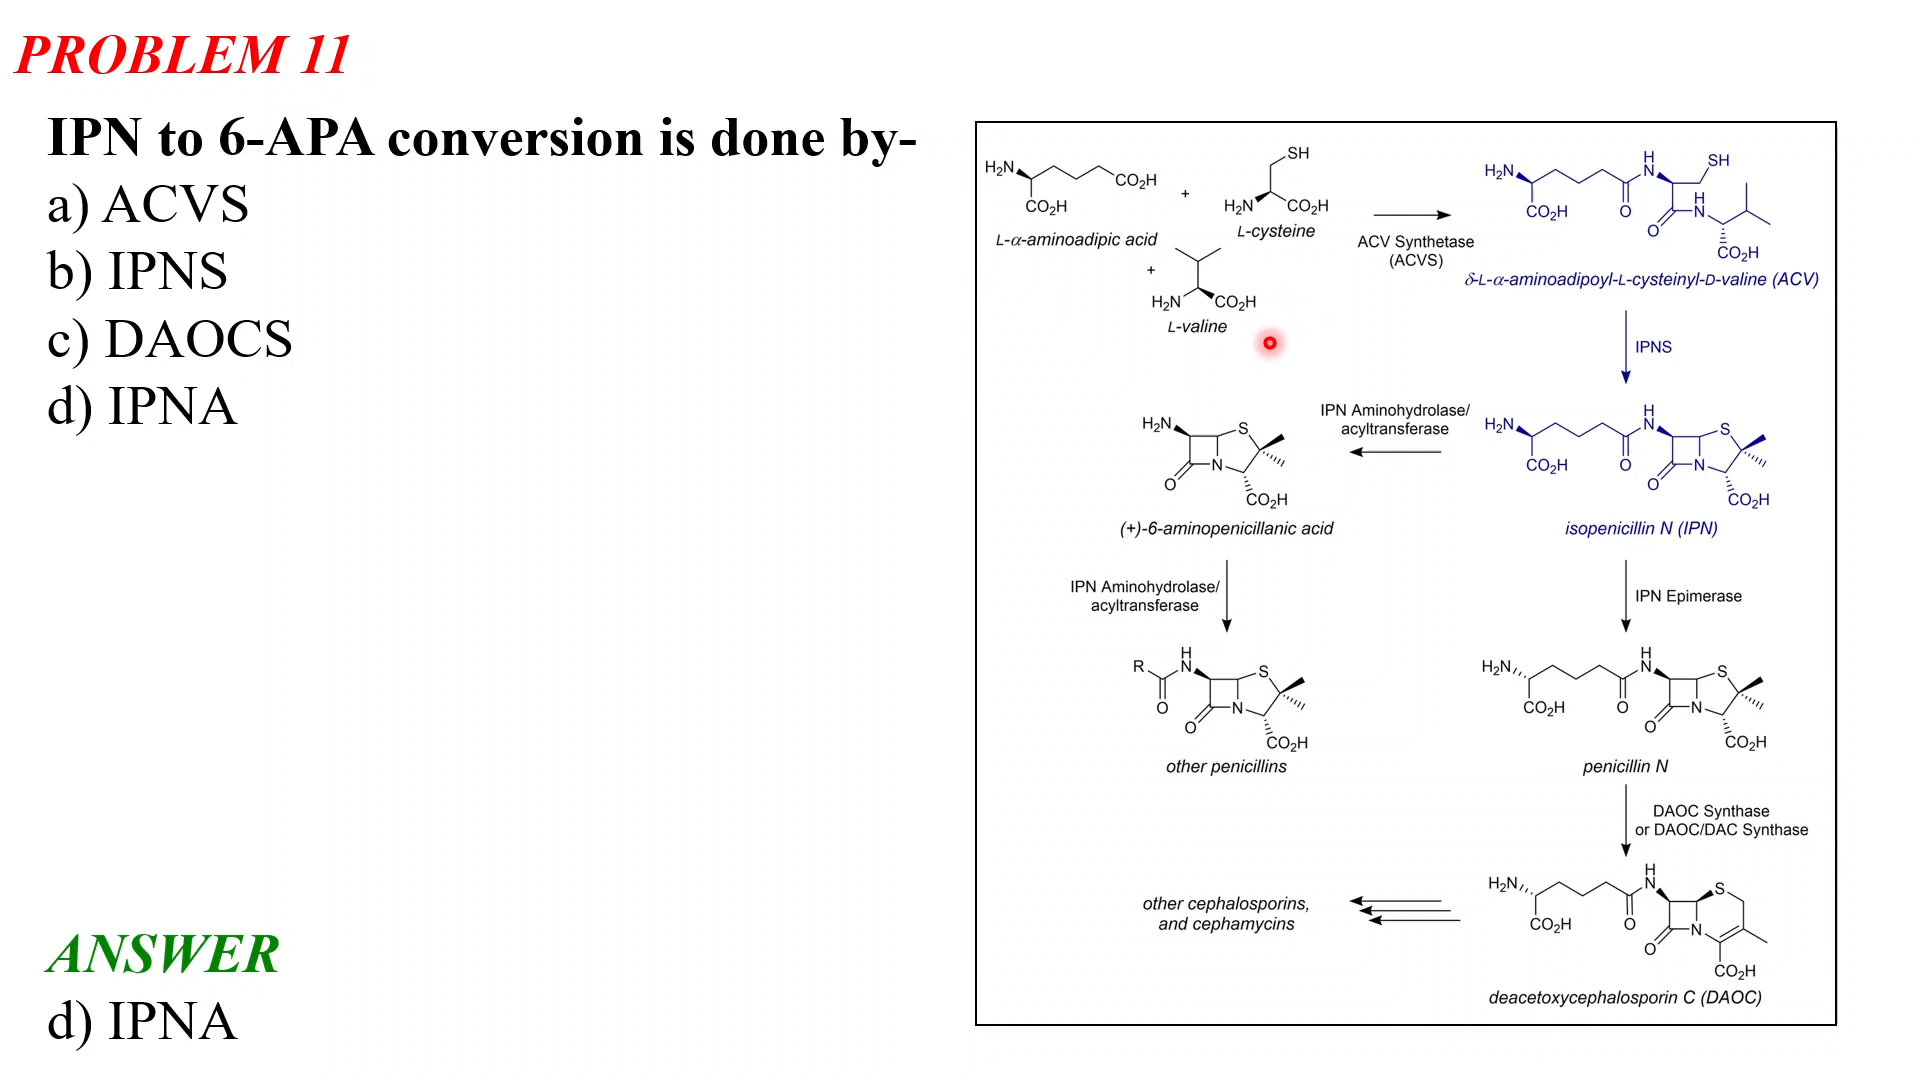 PROBLEM 11
IPN to 6-APA conversion is done by-
a) ACVS
b) IPNS
c) DAOCS
d) IPNA
ANSWER
d) IPNA
H₂N
CO₂H
CO₂H
L-α-aminoadipic acid
+
SH
H₂N
CO₂H
L-cysteine
+
H₂N
CO₂H
L-valine
ACV Synthetase
(ACVS)
H₂N
CO₂H
O
H
N
SH
O
H
N
CO₂H
δ-L-α-aminoadipoyl-L-cysteinyl-D-valine (ACV)
IPNS
H₂N
S
O
N
CO₂H
(+)-6-aminopenicillanic acid
IPN Aminohydrolase/
acyltransferase
H₂N
CO₂H
O
H
N
S
O
N
CO₂H
isopenicillin N (IPN)
IPN Aminohydrolase/
acyltransferase
IPN Epimerase
R
O
H
N
S
O
N
CO₂H
other penicillins
H₂N
CO₂H
O
H
N
S
O
N
CO₂H
penicillin N
DAOC Synthase
or DAOC/DAC Synthase
other cephalosporins,
and cephamycins
H₂N
CO₂H
O
H
N
S
O
N
CO₂H
deacetoxycephalosporin C (DAOC)